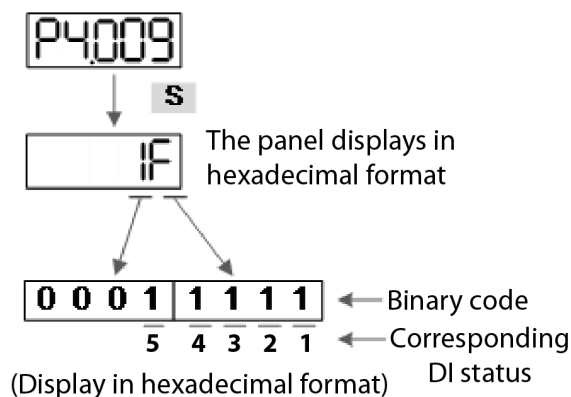 P4.009
S
1F
The panel displays in
hexadecimal format
0 0 0 1 1 1 1 1
Binary code
5 4 3 2 1
Corresponding
DI status
(Display in hexadecimal format)